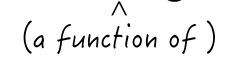 ^
(a function of )